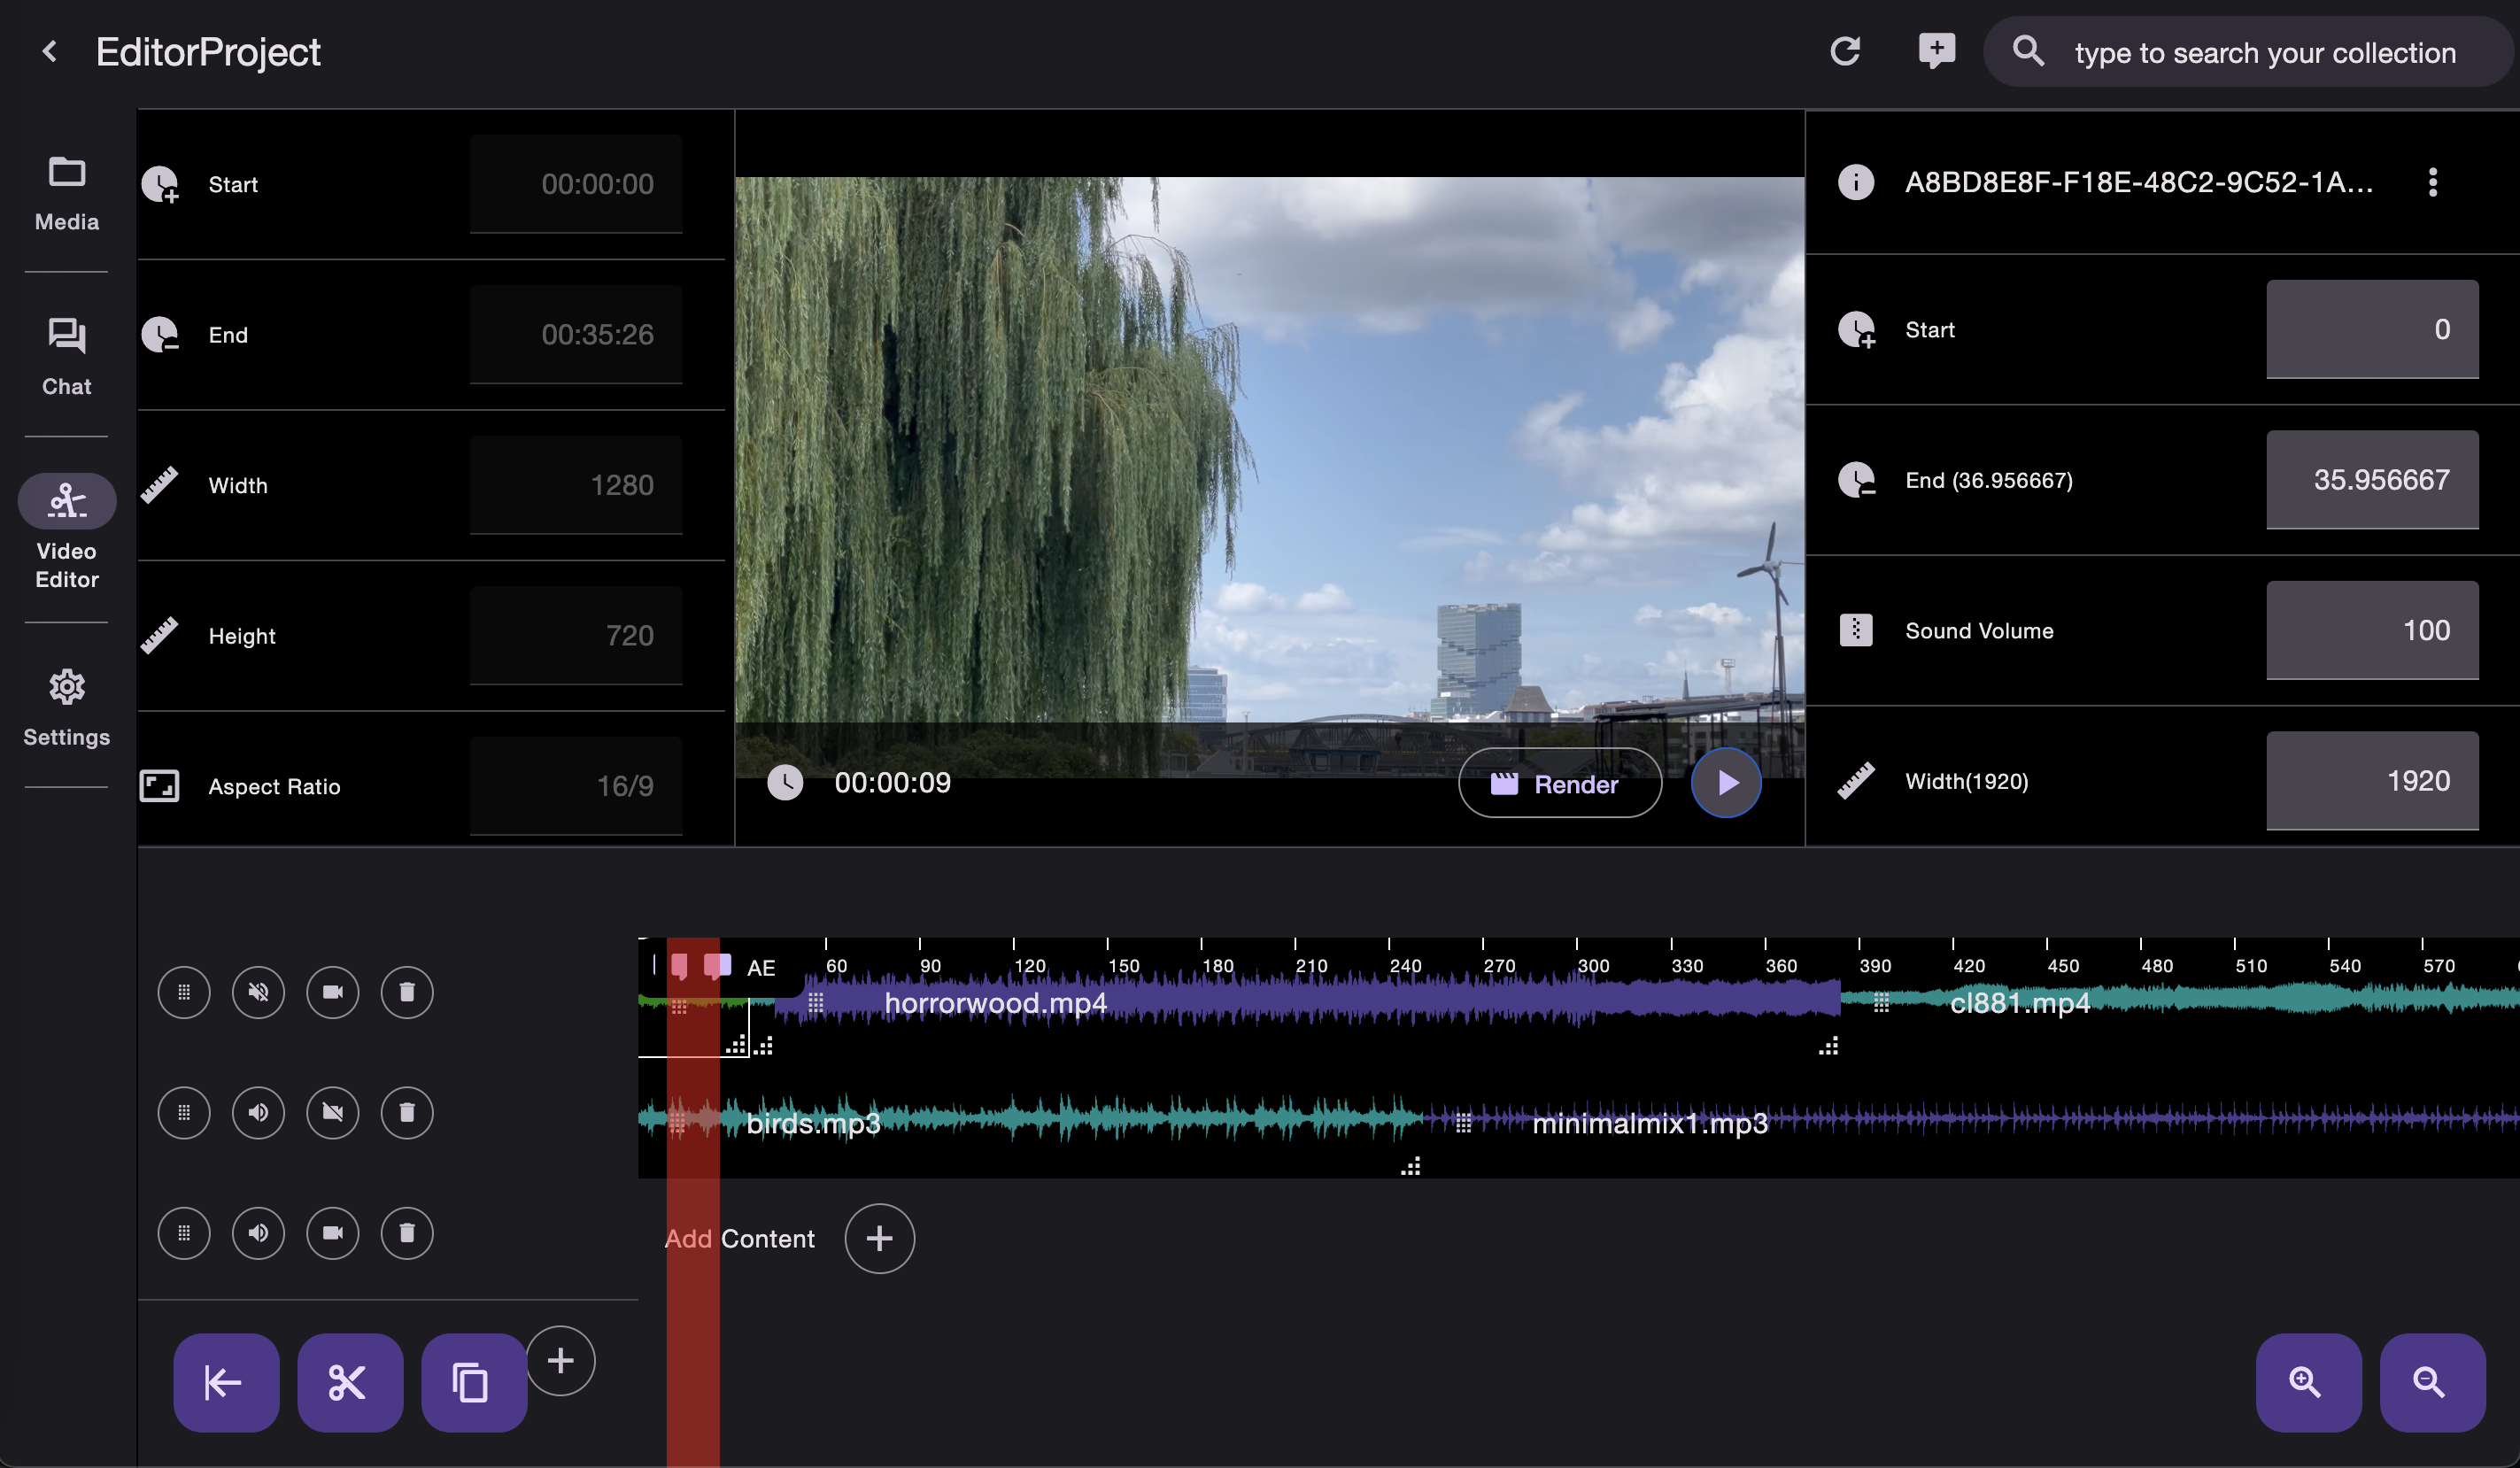 EditorProject
type to search your collection
Media
Chat
Video
Editor
Settings
Start
00:00:00
End
00:35:26
Width
1280
Height
720
Aspect Ratio
16/9
00:00:09
Render
A8BD8E8F-F18E-48C2-9C52-1A...
Start
0
End (36.956667)
35.956667
Sound Volume
100
Width(1920)
1920
AE
60 90 120 150 180 210 240 270 300 330 360 390 420 450 480 510 540 570
horrorwood.mp4
cl881.mp4
birds.mp3
minimalmix1.mp3
Add Content